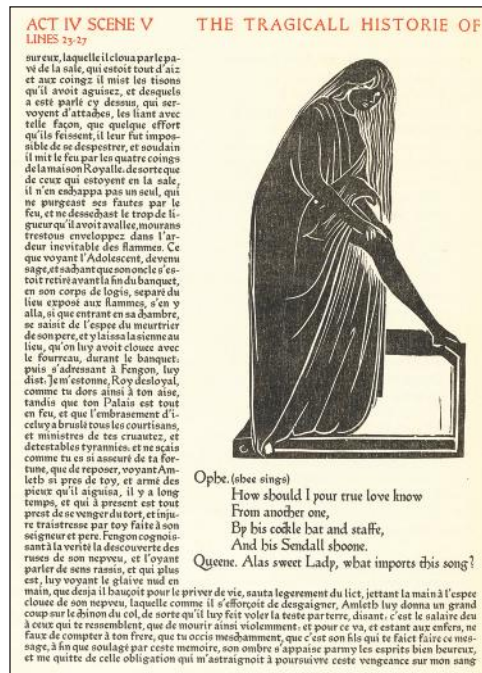 ACT IV SCENE V
LINES 23-27
THE TRAGICALL HISTORIE OF
sur eux, laquelle il cloua par le pa-
vé de la sale, qui estoit tout d'aiz
et aux coingz il mist les tisons
qu'il avoit aguisez, et desquels
a esté parlé cy dessus, qui ser-
voyent d'attaches, les liant avec
telle façon, que quelque effort
qu'ils feissent, il leur fut impos-
sible de se despestrer, et soudain
il mit le feu par les quatre coings
de la maison Royalle. de sorte que
de ceux qui estoyent en la sale,
il n'en eschappa pas un seul, qui
ne purgeast ses fautes par le
feu, et ne dessechast le trop de li-
gueur qu'il avoit avallee, mourans
trestous enveloppez dans l'ar-
deur inevitable des flammes. Ce
que voyant l'Adolescent, devenu
sage, et sachant que son oncle s'es-
toit retiré avant la fin du banquet,
en son corps de logis, separé du
lieu exposé aux flammes, s'en y
alla, si que entrant en sa chambre,
se saisit de l'espee du meurtrier
de son pere, et y laissa la sienne au
lieu, qu'on luy avoit clouee avec
le fourreau, durant le banquet:
puis s'adressant à Fengon, luy
dist: Je m'estonne, Roy desloyal,
comme tu dors ainsi à ton aise,
tandis que ton Palais est tout
en feu, et que l'embrasement d'i-
celuy a bruslé tous les courtisans,
et ministres de tes cruautez, et
detestables tyrannies: et ne sçais
comme tu es si asseuré de ta for-
tune, que de reposer, voyant Am-
leth si pres de toy, et armé des
pieux qu'il aiguisa, il y a long
temps, et qui à present est tout
prest de se venger du tort, et inju-
re traistresse par toy faite à son
seigneur et pere. Fengon cognois-
sant à la verité la descouverte des
ruses de son nepveu, et l'oyant
parler de sens rassis, et qui plus
est, luy voyant le glaive nud en
main, que desja il hauçoit pour le priver de vie, sauta legerement du lict, jettant la main à l'espee
clouee de son nepveu, laquelle comme il s'efforçoit de desgaigner, Amleth luy donna un grand
coup sur le chinon du col, de sorte qu'il luy feit voler la teste par terre, disant, c'est le salaire deu
à ceux qui te ressemblent, que de mourir ainsi violemment: et pour ce va, et estant aux enfers, ne
faux de compter à ton frere, que tu occis meschamment, que c'est son fils qui te faict faire ce mes-
sage, à fin que soulagé par ceste memoire, son ombre s'appaise parmy les esprits bien heureux,
et me quitte de celle obligation qui m'astraignoit à poursuivre ceste vengeance sur mon sang
Ophe. (shee sings)
How should I your true love know
From another one,
By his cockle hat and staffe,
And his Sendall shoone.
Queene. Alas sweet Lady, what imports this song?